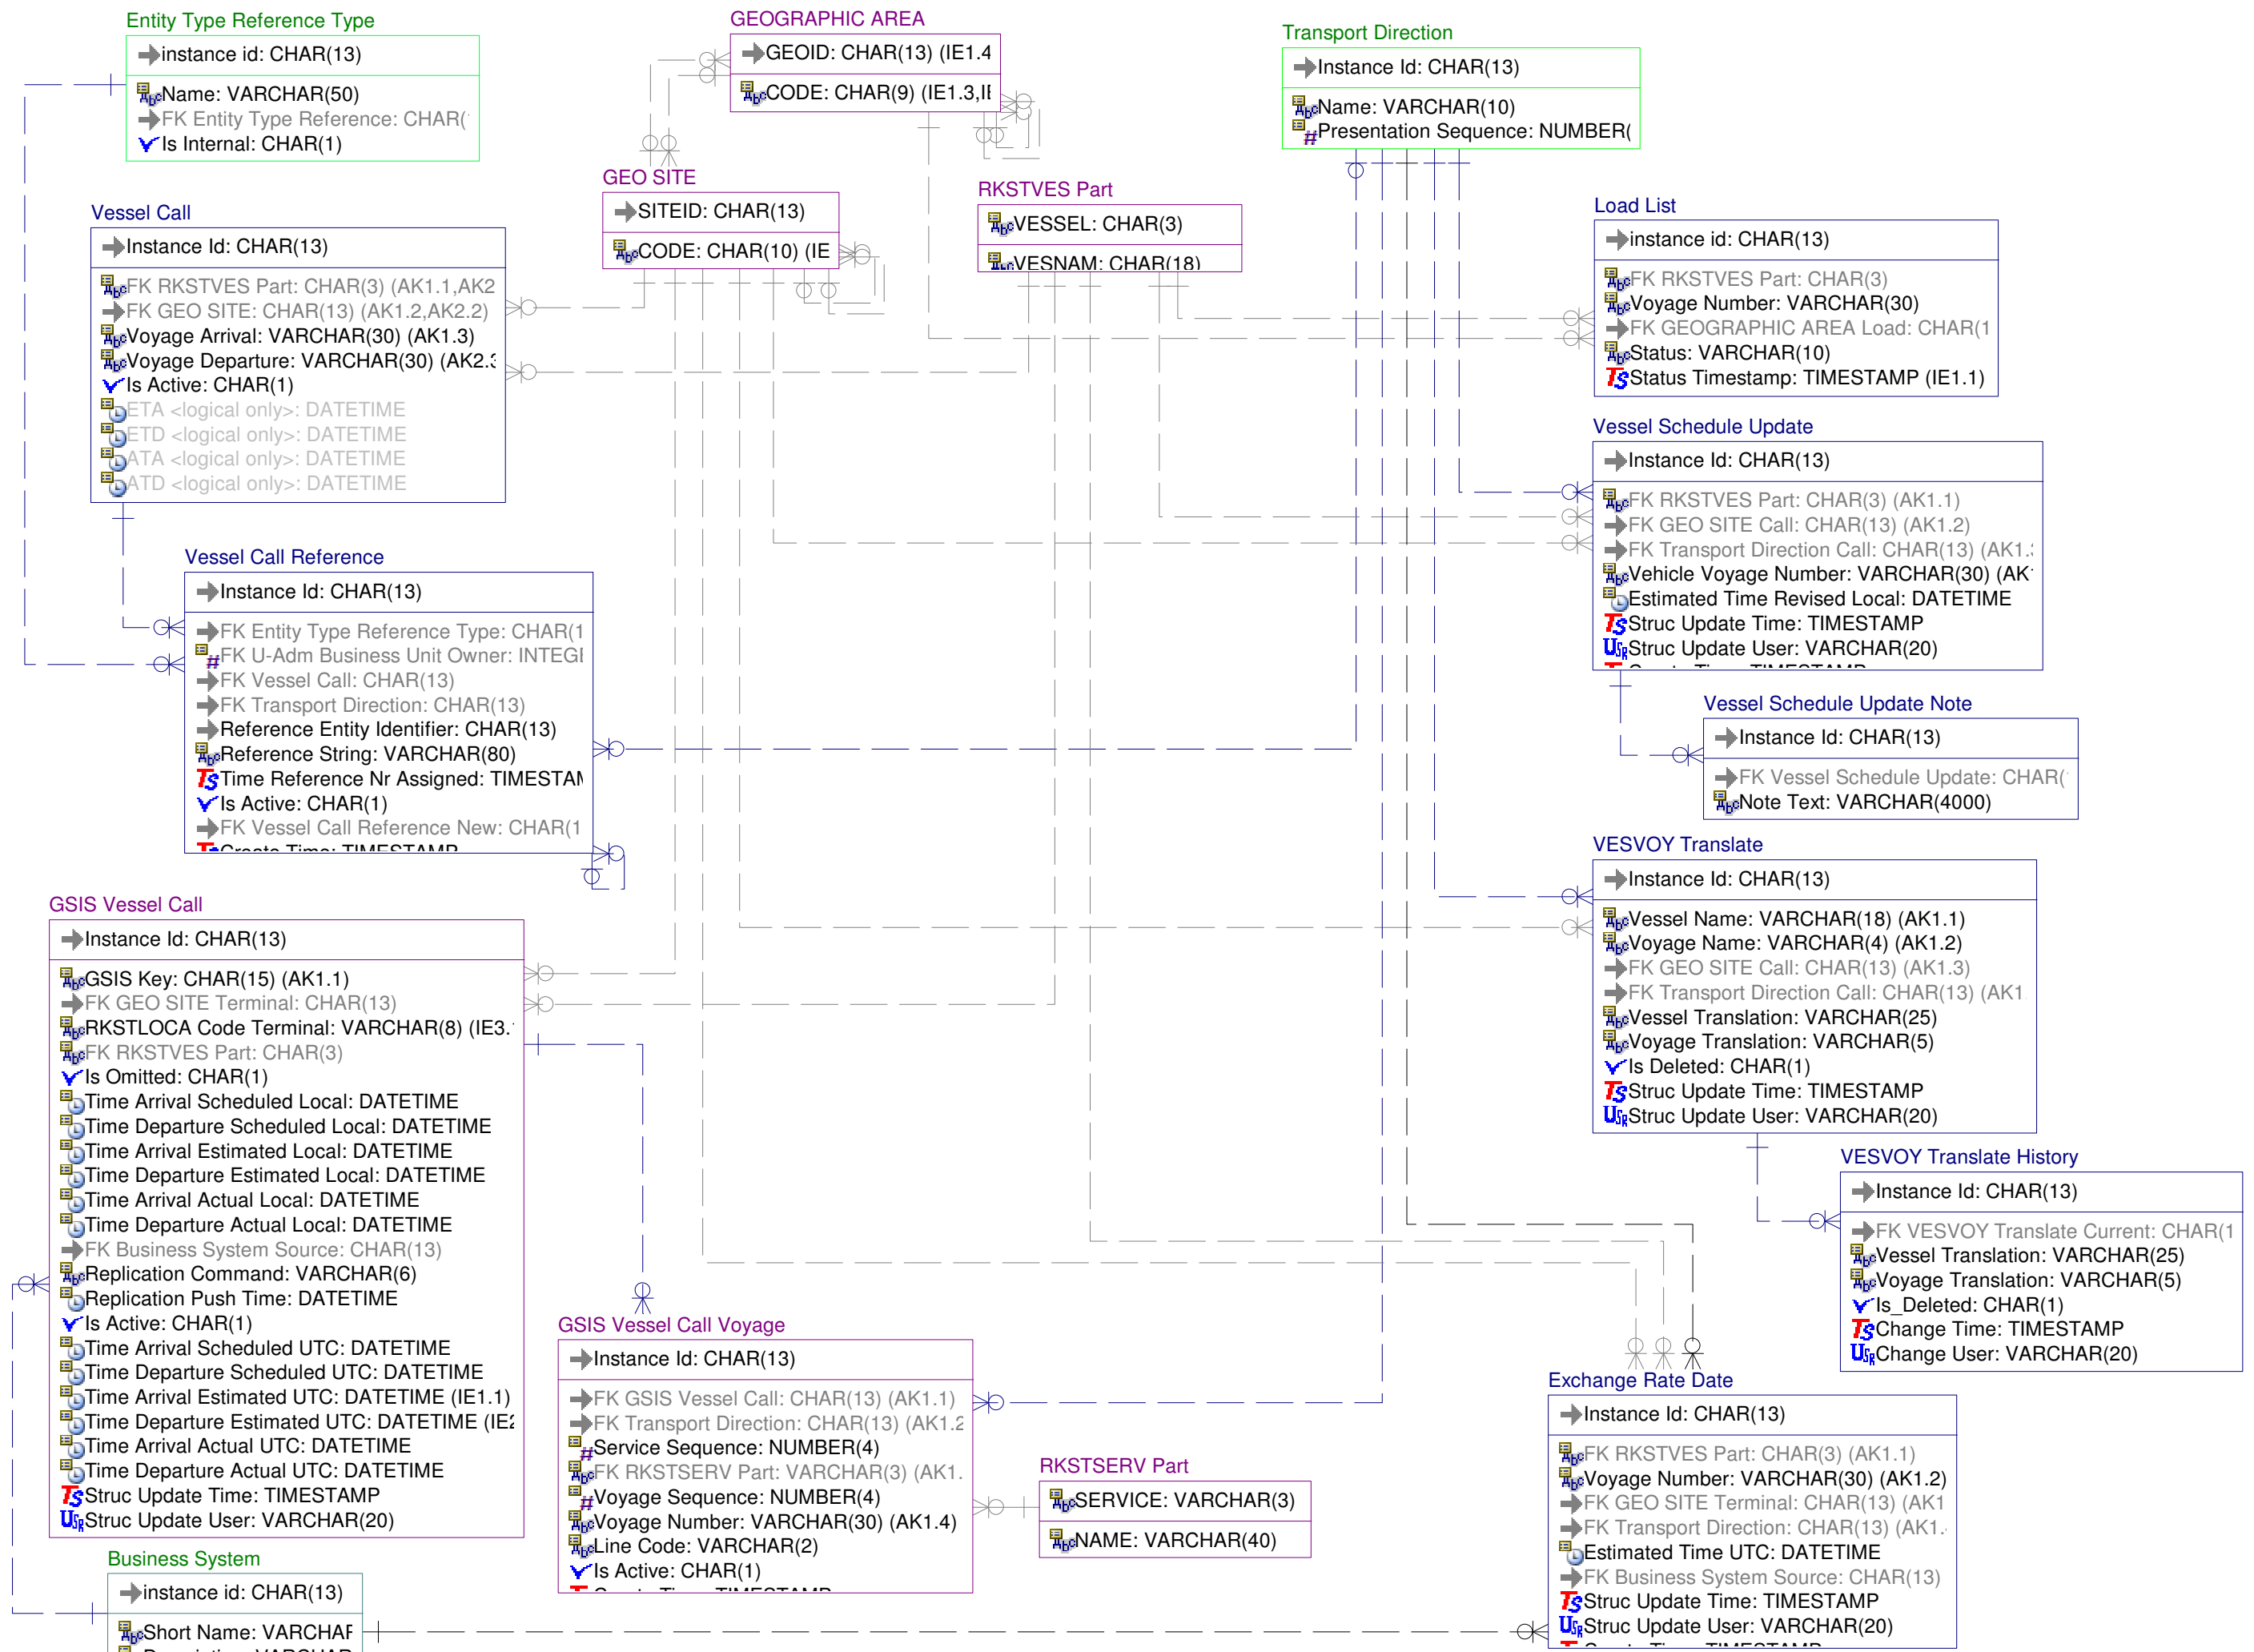 Entity Type Reference Type
instance id: CHAR(13)
Name: VARCHAR(50)
FK Entity Type Reference: CHAR(
Is Internal: CHAR(1)
GEOGRAPHIC AREA
GEOID: CHAR(13) (IE1.4
CODE: CHAR(9) (IE1.3,IE
Transport Direction
Instance Id: CHAR(13)
Name: VARCHAR(10)
Presentation Sequence: NUMBER(
GEO SITE
SITEID: CHAR(13)
CODE: CHAR(10) (IE
RKSTVES Part
VESSEL: CHAR(3)
VESNAM: CHAR(18)
Load List
instance id: CHAR(13)
FK RKSTVES Part: CHAR(3)
Voyage Number: VARCHAR(30)
FK GEOGRAPHIC AREA Load: CHAR(1
Status: VARCHAR(10)
Status Timestamp: TIMESTAMP (IE1.1)
Vessel Call
Instance Id: CHAR(13)
FK RKSTVES Part: CHAR(3) (AK1.1,AK2
FK GEO SITE: CHAR(13) (AK1.2,AK2.2)
Voyage Arrival: VARCHAR(30) (AK1.3)
Voyage Departure: VARCHAR(30) (AK2.3
Is Active: CHAR(1)
ETA <logical only>: DATETIME
ETD <logical only>: DATETIME
ATA <logical only>: DATETIME
ATD <logical only>: DATETIME
Vessel Schedule Update
Instance Id: CHAR(13)
FK RKSTVES Part: CHAR(3) (AK1.1)
FK GEO SITE Call: CHAR(13) (AK1.2)
FK Transport Direction Call: CHAR(13) (AK1.3
Vehicle Voyage Number: VARCHAR(30) (AK
Estimated Time Revised Local: DATETIME
Struc Update Time: TIMESTAMP
Struc Update User: VARCHAR(20)
Create Time: TIMESTAMP
Vessel Call Reference
Instance Id: CHAR(13)
FK Entity Type Reference Type: CHAR(1
FK U-Adm Business Unit Owner: INTEGE
FK Vessel Call: CHAR(13)
FK Transport Direction: CHAR(13)
Reference Entity Identifier: CHAR(13)
Reference String: VARCHAR(80)
Time Reference Nr Assigned: TIMESTAM
Is Active: CHAR(1)
FK Vessel Call Reference New: CHAR(1
Create Time: TIMESTAMP
Vessel Schedule Update Note
Instance Id: CHAR(13)
FK Vessel Schedule Update: CHAR(
Note Text: VARCHAR(4000)
VESVOY Translate
Instance Id: CHAR(13)
Vessel Name: VARCHAR(18) (AK1.1)
Voyage Name: VARCHAR(4) (AK1.2)
FK GEO SITE Call: CHAR(13) (AK1.3)
FK Transport Direction Call: CHAR(13) (AK1
Vessel Translation: VARCHAR(25)
Voyage Translation: VARCHAR(5)
Is Deleted: CHAR(1)
Struc Update Time: TIMESTAMP
Struc Update User: VARCHAR(20)
GSIS Vessel Call
Instance Id: CHAR(13)
GSIS Key: CHAR(15) (AK1.1)
FK GEO SITE Terminal: CHAR(13)
RKSTLOCA Code Terminal: VARCHAR(8) (IE3.
FK RKSTVES Part: CHAR(3)
Is Omitted: CHAR(1)
Time Arrival Scheduled Local: DATETIME
Time Departure Scheduled Local: DATETIME
Time Arrival Estimated Local: DATETIME
Time Departure Estimated Local: DATETIME
Time Arrival Actual Local: DATETIME
Time Departure Actual Local: DATETIME
FK Business System Source: CHAR(13)
Replication Command: VARCHAR(6)
Replication Push Time: DATETIME
Is Active: CHAR(1)
Time Arrival Scheduled UTC: DATETIME
Time Departure Scheduled UTC: DATETIME
Time Arrival Estimated UTC: DATETIME (IE1.1)
Time Departure Estimated UTC: DATETIME (IE2
Time Arrival Actual UTC: DATETIME
Time Departure Actual UTC: DATETIME
Struc Update Time: TIMESTAMP
Struc Update User: VARCHAR(20)
VESVOY Translate History
Instance Id: CHAR(13)
FK VESVOY Translate Current: CHAR(1
Vessel Translation: VARCHAR(25)
Voyage Translation: VARCHAR(5)
Is_Deleted: CHAR(1)
Change Time: TIMESTAMP
Change User: VARCHAR(20)
GSIS Vessel Call Voyage
Instance Id: CHAR(13)
FK GSIS Vessel Call: CHAR(13) (AK1.1)
FK Transport Direction: CHAR(13) (AK1.2
Service Sequence: NUMBER(4)
FK RKSTSERV Part: VARCHAR(3) (AK1.
Voyage Sequence: NUMBER(4)
Voyage Number: VARCHAR(30) (AK1.4)
Line Code: VARCHAR(2)
Is Active: CHAR(1)
Create Time: TIMESTAMP
RKSTSERV Part
SERVICE: VARCHAR(3)
NAME: VARCHAR(40)
Exchange Rate Date
Instance Id: CHAR(13)
FK RKSTVES Part: CHAR(3) (AK1.1)
Voyage Number: VARCHAR(30) (AK1.2)
FK GEO SITE Terminal: CHAR(13) (AK1
FK Transport Direction: CHAR(13) (AK1.
Estimated Time UTC: DATETIME
FK Business System Source: CHAR(13)
Struc Update Time: TIMESTAMP
Struc Update User: VARCHAR(20)
Create Time: TIMESTAMP
Business System
instance id: CHAR(13)
Short Name: VARCHAR